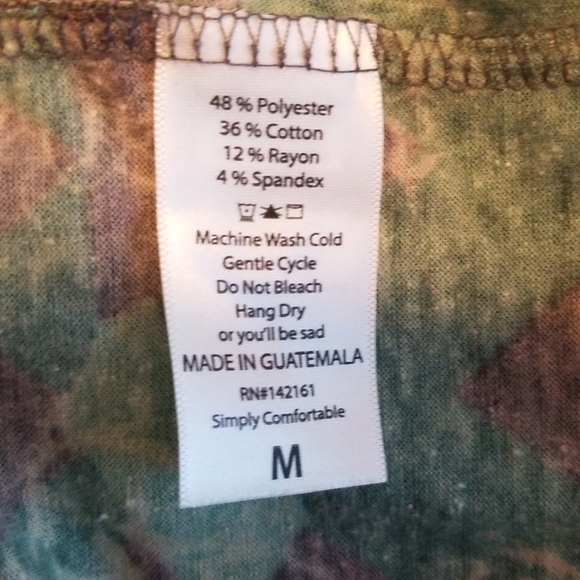 48 % Polyester
36 % Cotton
12 % Rayon
4 % Spandex
Machine Wash Cold
Gentle Cycle
Do Not Bleach
Hang Dry
or you'll be sad
MADE IN GUATEMALA
RN#142161
Simply Comfortable
M